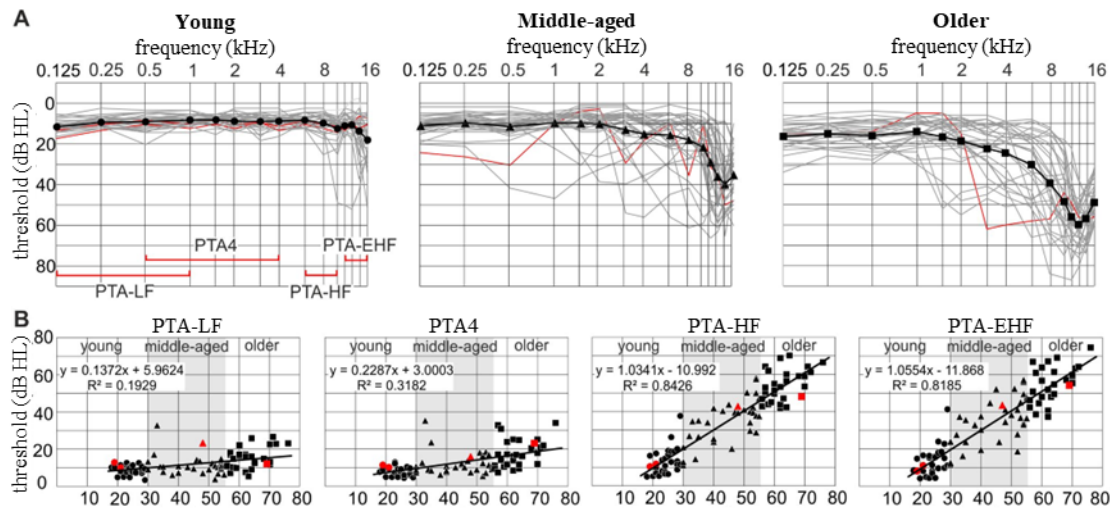 A
Young Middle-aged Older
frequency (kHz) frequency (kHz) frequency (kHz)
0.125 0.25 0.5 1 2 4 8 16 0.125 0.25 0.5 1 2 4 8 16 0.125 0.25 0.5 1 2 4 8 16
threshold (dB HL)
0
20
40
60
80
PTA4 PTA-EHF
PTA-LF PTA-HF
B
PTA-LF PTA4 PTA-HF PTA-EHF
threshold (dB HL)
80
60
40
20
10
0
young middle-aged older young middle-aged older young middle-aged older young middle-aged older
y = 0.1372x + 5.9624 y = 0.2287x + 3.0003 y = 1.0341x - 10.992 y = 1.0554x - 11.868
R² = 0.1929 R² = 0.3182 R² = 0.8426 R² = 0.8185
10 20 30 40 50 60 70 80 10 20 30 40 50 60 70 80 10 20 30 40 50 60 70 80 10 20 30 40 50 60 70 80